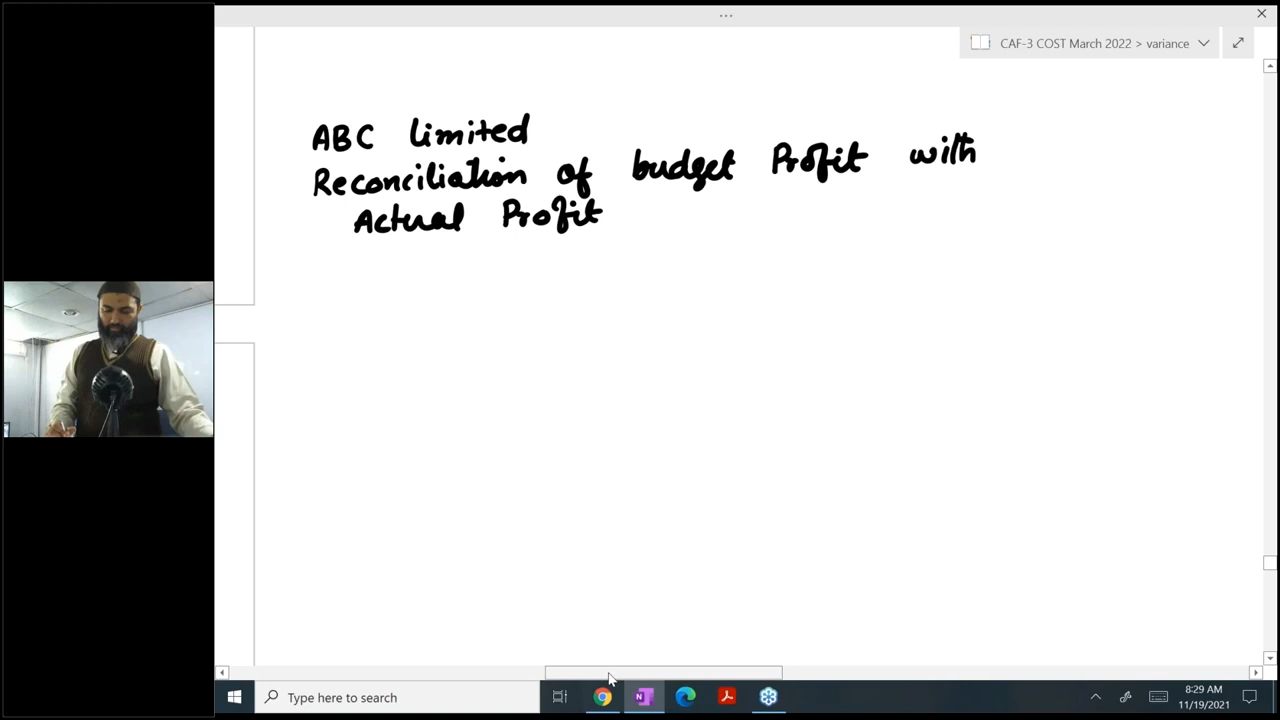 CAF-3 COST March 2022 > variance
ABC Limited
Reconciliation of budget Profit with
Actual Profit
Type here to search
8:29 AM
11/19/2021